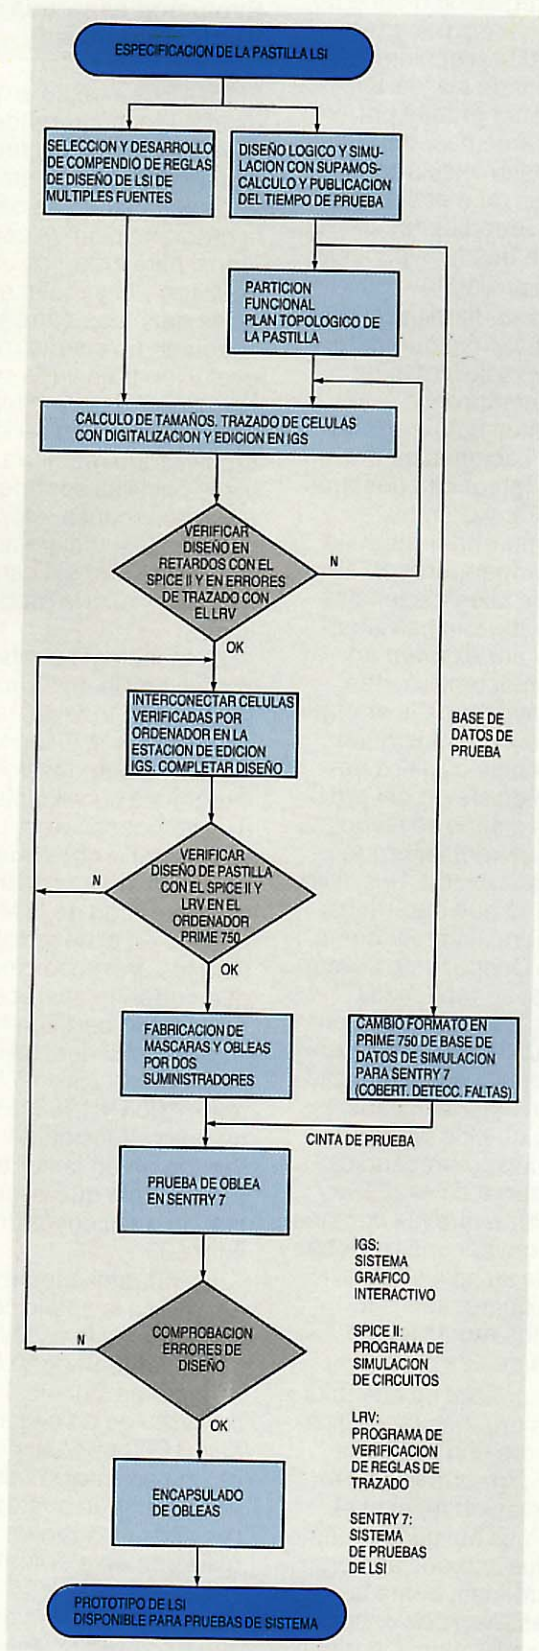 ESPECIFICACION DE LA PASTILLA LSI
SELECCION Y DESARROLLO
DE COMPENDIO DE REGLAS
DE DISEÑO DE LSI DE
MULTIPLES FUENTES
DISEÑO LOGICO Y SIMU-
LACION CON SUPAMOS-
CALCULO Y PUBLICACION
DEL TIEMPO DE PRUEBA
PARTICION
FUNCIONAL
PLAN TOPOLOGICO DE
LA PASTILLA
CALCULO DE TAMAÑOS. TRAZADO DE CELULAS
CON DIGITALIZACION Y EDICION EN IGS
VERIFICAR
DISEÑO EN
RETARDOS CON EL
SPICE II Y EN ERRORES
DE TRAZADO CON
EL LRV
N
OK
INTERCONECTAR CELULAS
VERIFICADAS POR
ORDENADOR EN LA
ESTACION DE EDICION
IGS. COMPLETAR DISEÑO
BASE DE
DATOS DE
PRUEBA
VERIFICAR
DISEÑO DE PASTILLA
CON EL SPICE II Y
LRV EN EL
ORDENADOR
PRIME 750
N
OK
FABRICACION DE
MASCARAS Y OBLEAS
POR DOS
SUMINISTRADORES
CAMBIO FORMATO EN
PRIME 750 DE BASE DE
DATOS DE SIMULACION
PARA SENTRY 7
(COBERT. DETECC. FALTAS)
CINTA DE PRUEBA
PRUEBA DE OBLEA
EN SENTRY 7
COMPROBACION
ERRORES DE
DISEÑO
N
OK
ENCAPSULADO
DE OBLEAS
PROTOTIPO DE LSI
DISPONIBLE PARA PRUEBAS DE SISTEMA
IGS:
SISTEMA
GRAFICO
INTERACTIVO
SPICE II:
PROGRAMA DE
SIMULACION
DE CIRCUITOS
LRV:
PROGRAMA DE
VERIFICACION
DE REGLAS DE
TRAZADO
SENTRY 7:
SISTEMA
DE PRUEBAS
DE LSI